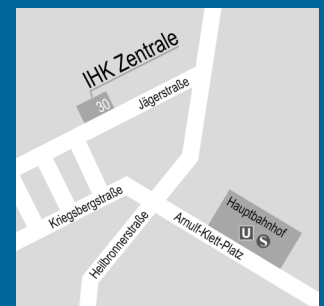 IHK Zentrale
30
Jägerstraße
Kriegsbergstraße
Hauptbahnhof
U S
Arnulf-Klett-Platz
Heilbronnerstraße